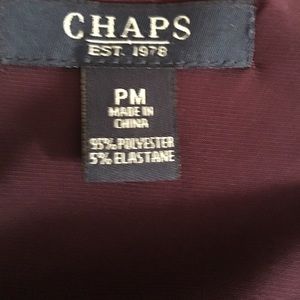 CHAPS
EST. 1978
PM
MADE IN
CHINA
95% POLYESTER
5% ELASTANE